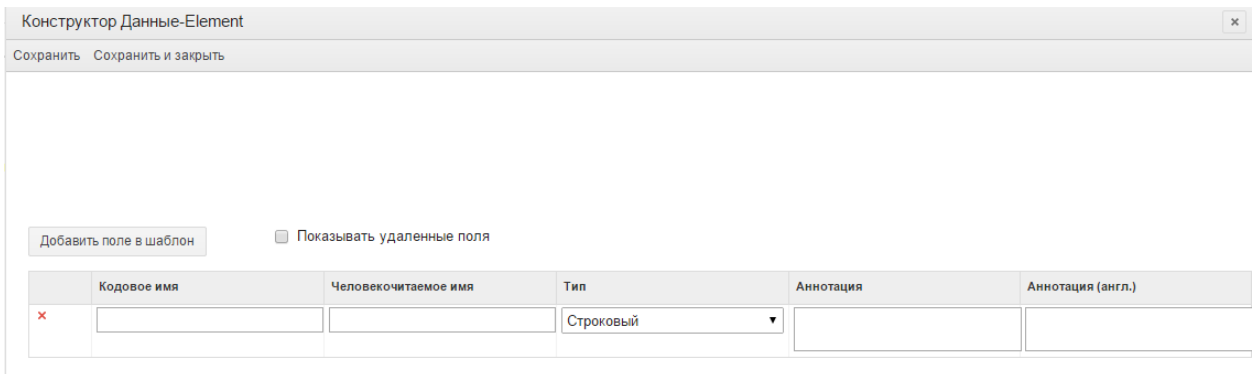 Конструктор Данные-Element
Сохранить Сохранить и закрыть
Добавить поле в шаблон Показывать удаленные поля
Кодовое имя Человекочитаемое имя Тип Аннотация Аннотация (англ.)
Строковый